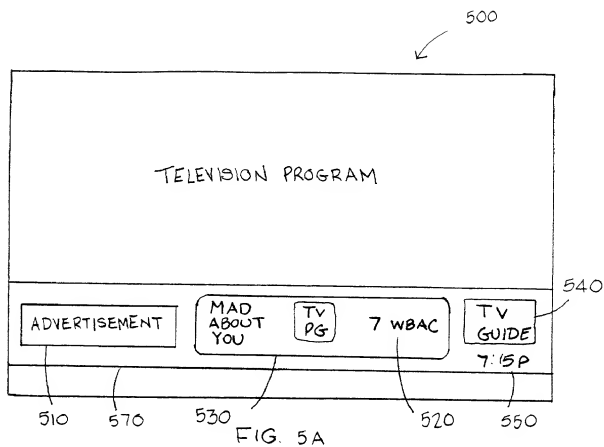 500
TELEVISION PROGRAM
540
ADVERTISEMENT
MAD
ABOUT
YOU
TV
PG
7 WBAC
TV
GUIDE
7:15P
510
570
530
520
550
FIG. 5A